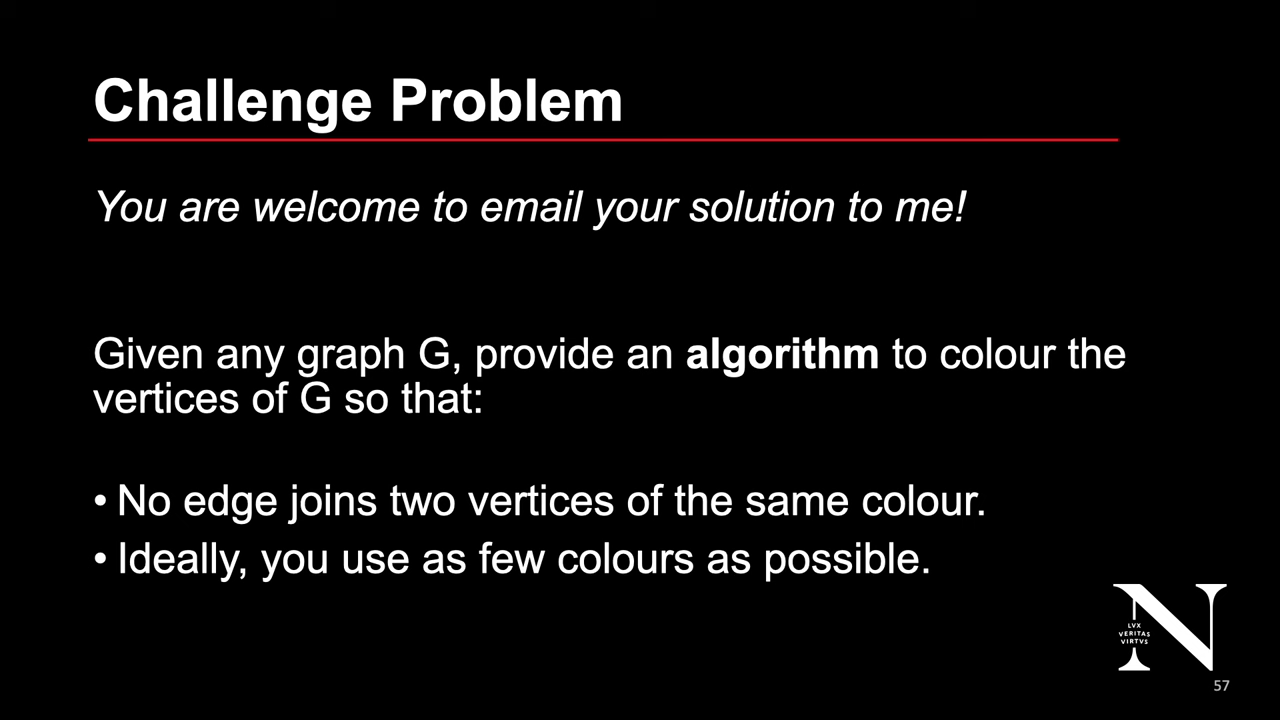 Challenge Problem
You are welcome to email your solution to me!
Given any graph G, provide an algorithm to colour the
vertices of G so that:
• No edge joins two vertices of the same colour.
• Ideally, you use as few colours as possible.
N
LVX
VERITAS
VIRTVS
57